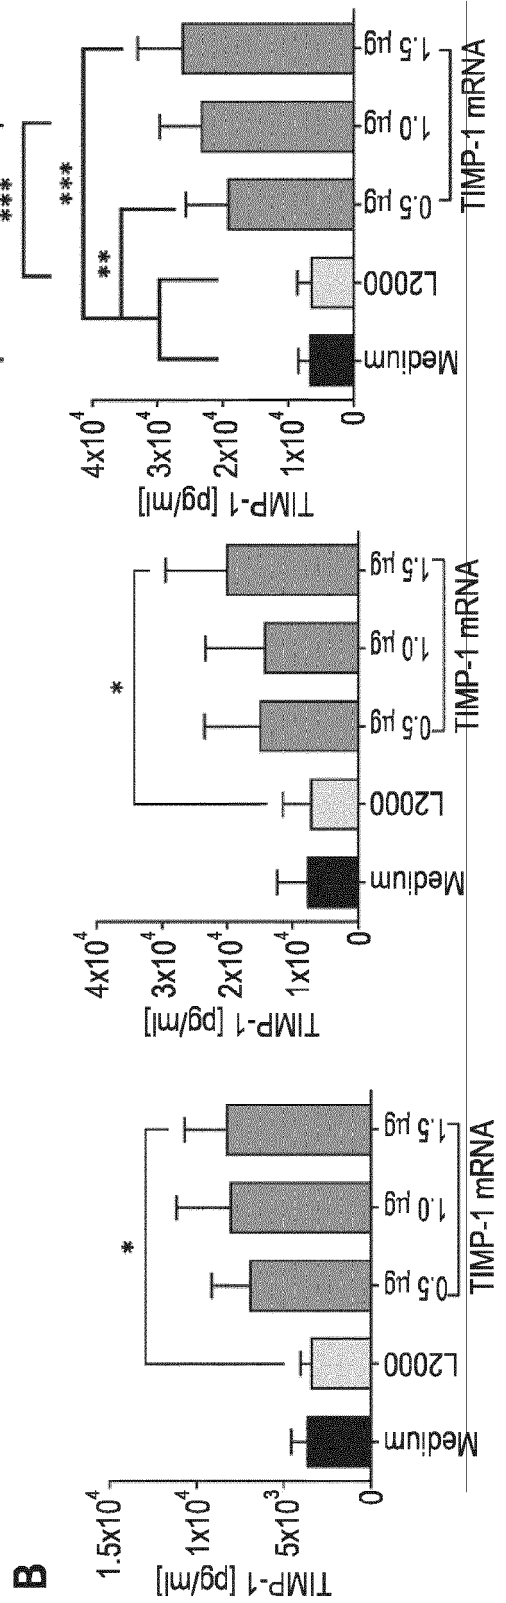 B
TIMP-1 [pg/ml]
1.5x10⁴
1x10⁴
5x10³
0
*
Medium
L2000
0.5 µg
1.0 µg
1.5 µg
TIMP-1 mRNA
TIMP-1 [pg/ml]
4x10⁴
3x10⁴
2x10⁴
1x10⁴
0
*
Medium
L2000
0.5 µg
1.0 µg
1.5 µg
TIMP-1 mRNA
TIMP-1 [pg/ml]
4x10⁴
3x10⁴
2x10⁴
1x10⁴
0
***
***
**
Medium
L2000
0.5 µg
1.0 µg
1.5 µg
TIMP-1 mRNA